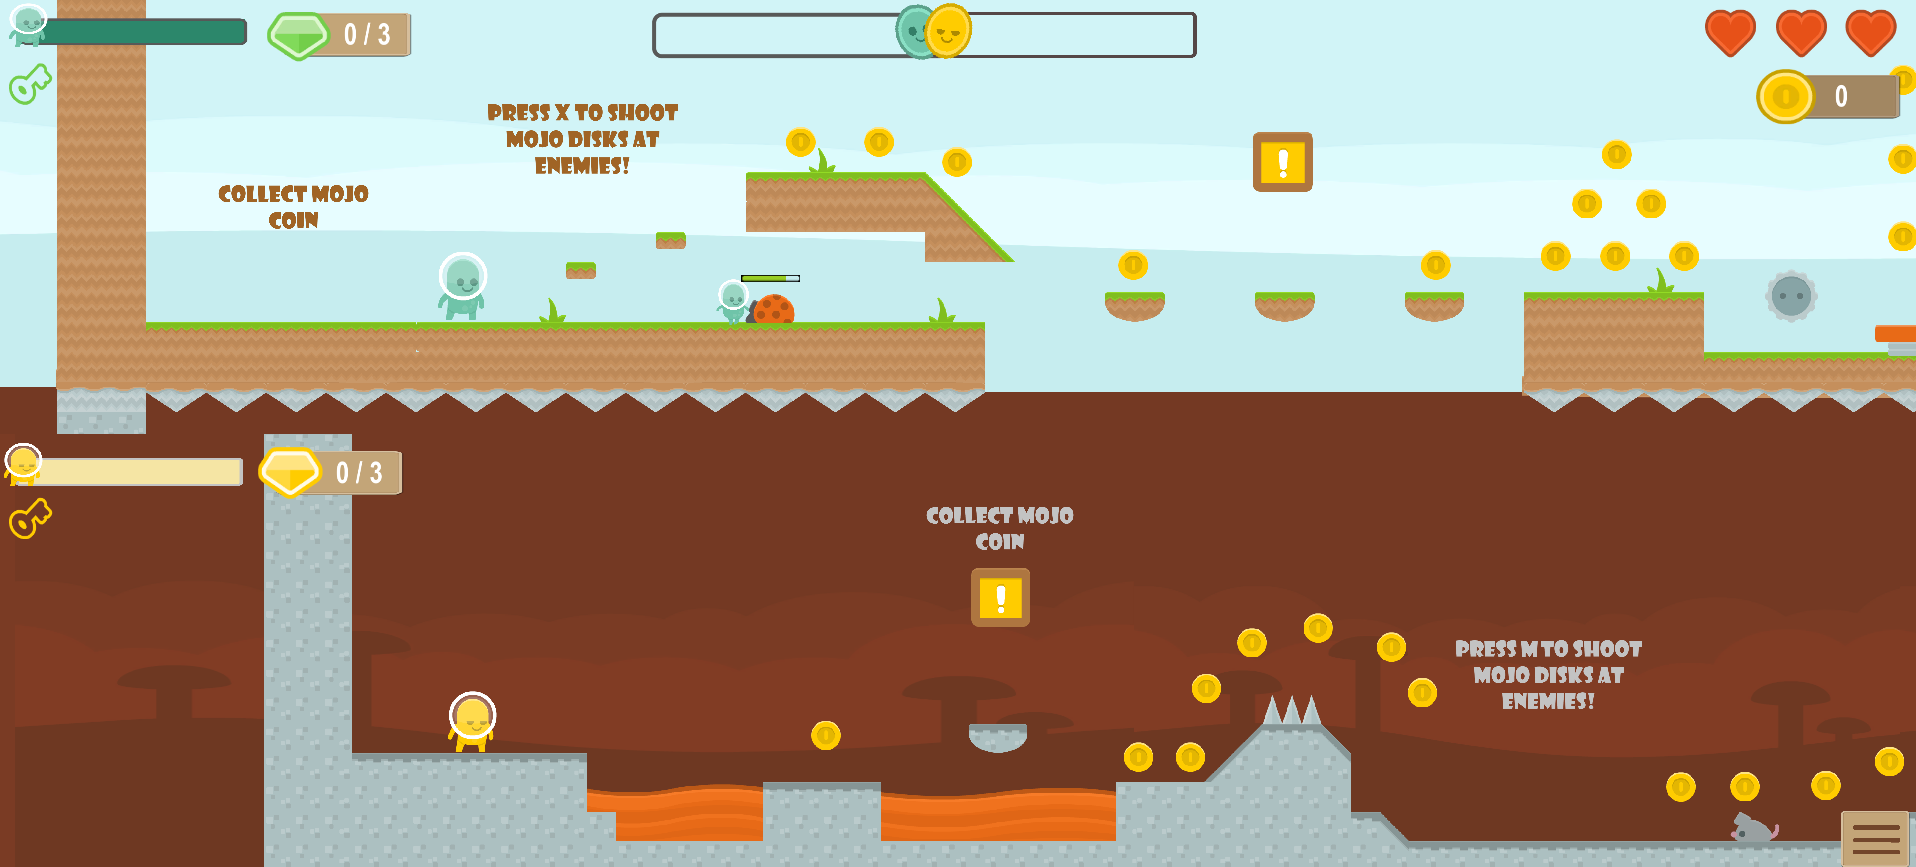 0 / 3
0
PRESS X TO SHOOT
MOJO DISKS AT
ENEMIES!
COLLECT MOJO
COIN
!
0 / 3
COLLECT MOJO
COIN
!
PRESS M TO SHOOT
MOJO DISKS AT
ENEMIES!